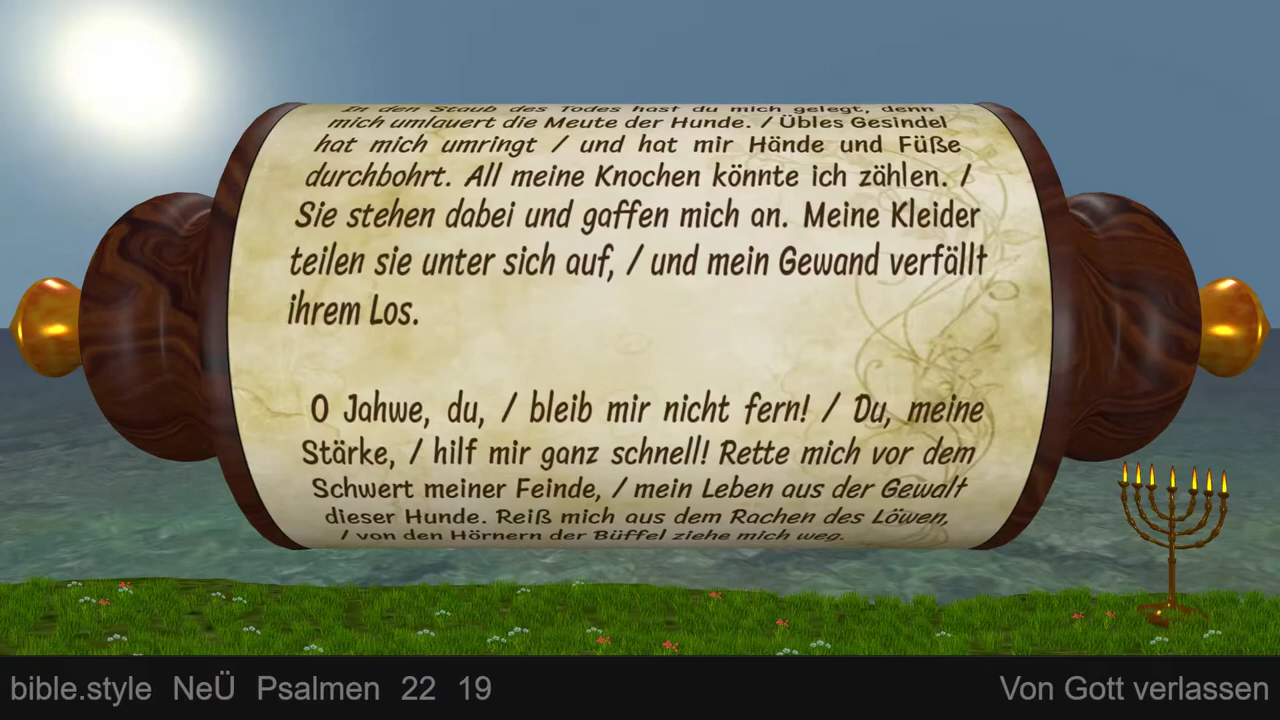 In den Staub des Todes hast du mich gelegt, denn
mich umlauert die Meute der Hunde. / Übles Gesindel
hat mich umringt / und hat mir Hände und Füße
durchbohrt. All meine Knochen könnte ich zählen. /
Sie stehen dabei und gaffen mich an. Meine Kleider
teilen sie unter sich auf, / und mein Gewand verfällt
ihrem Los.
O Jahwe, du, / bleib mir nicht fern! / Du, meine
Stärke, / hilf mir ganz schnell! Rette mich vor dem
Schwert meiner Feinde, / mein Leben aus der Gewalt
dieser Hunde. Reiß mich aus dem Rachen des Löwen,
/ von den Hörnern der Büffel ziehe mich weg.
bible.style NeÜ Psalmen 22 19
Von Gott verlassen